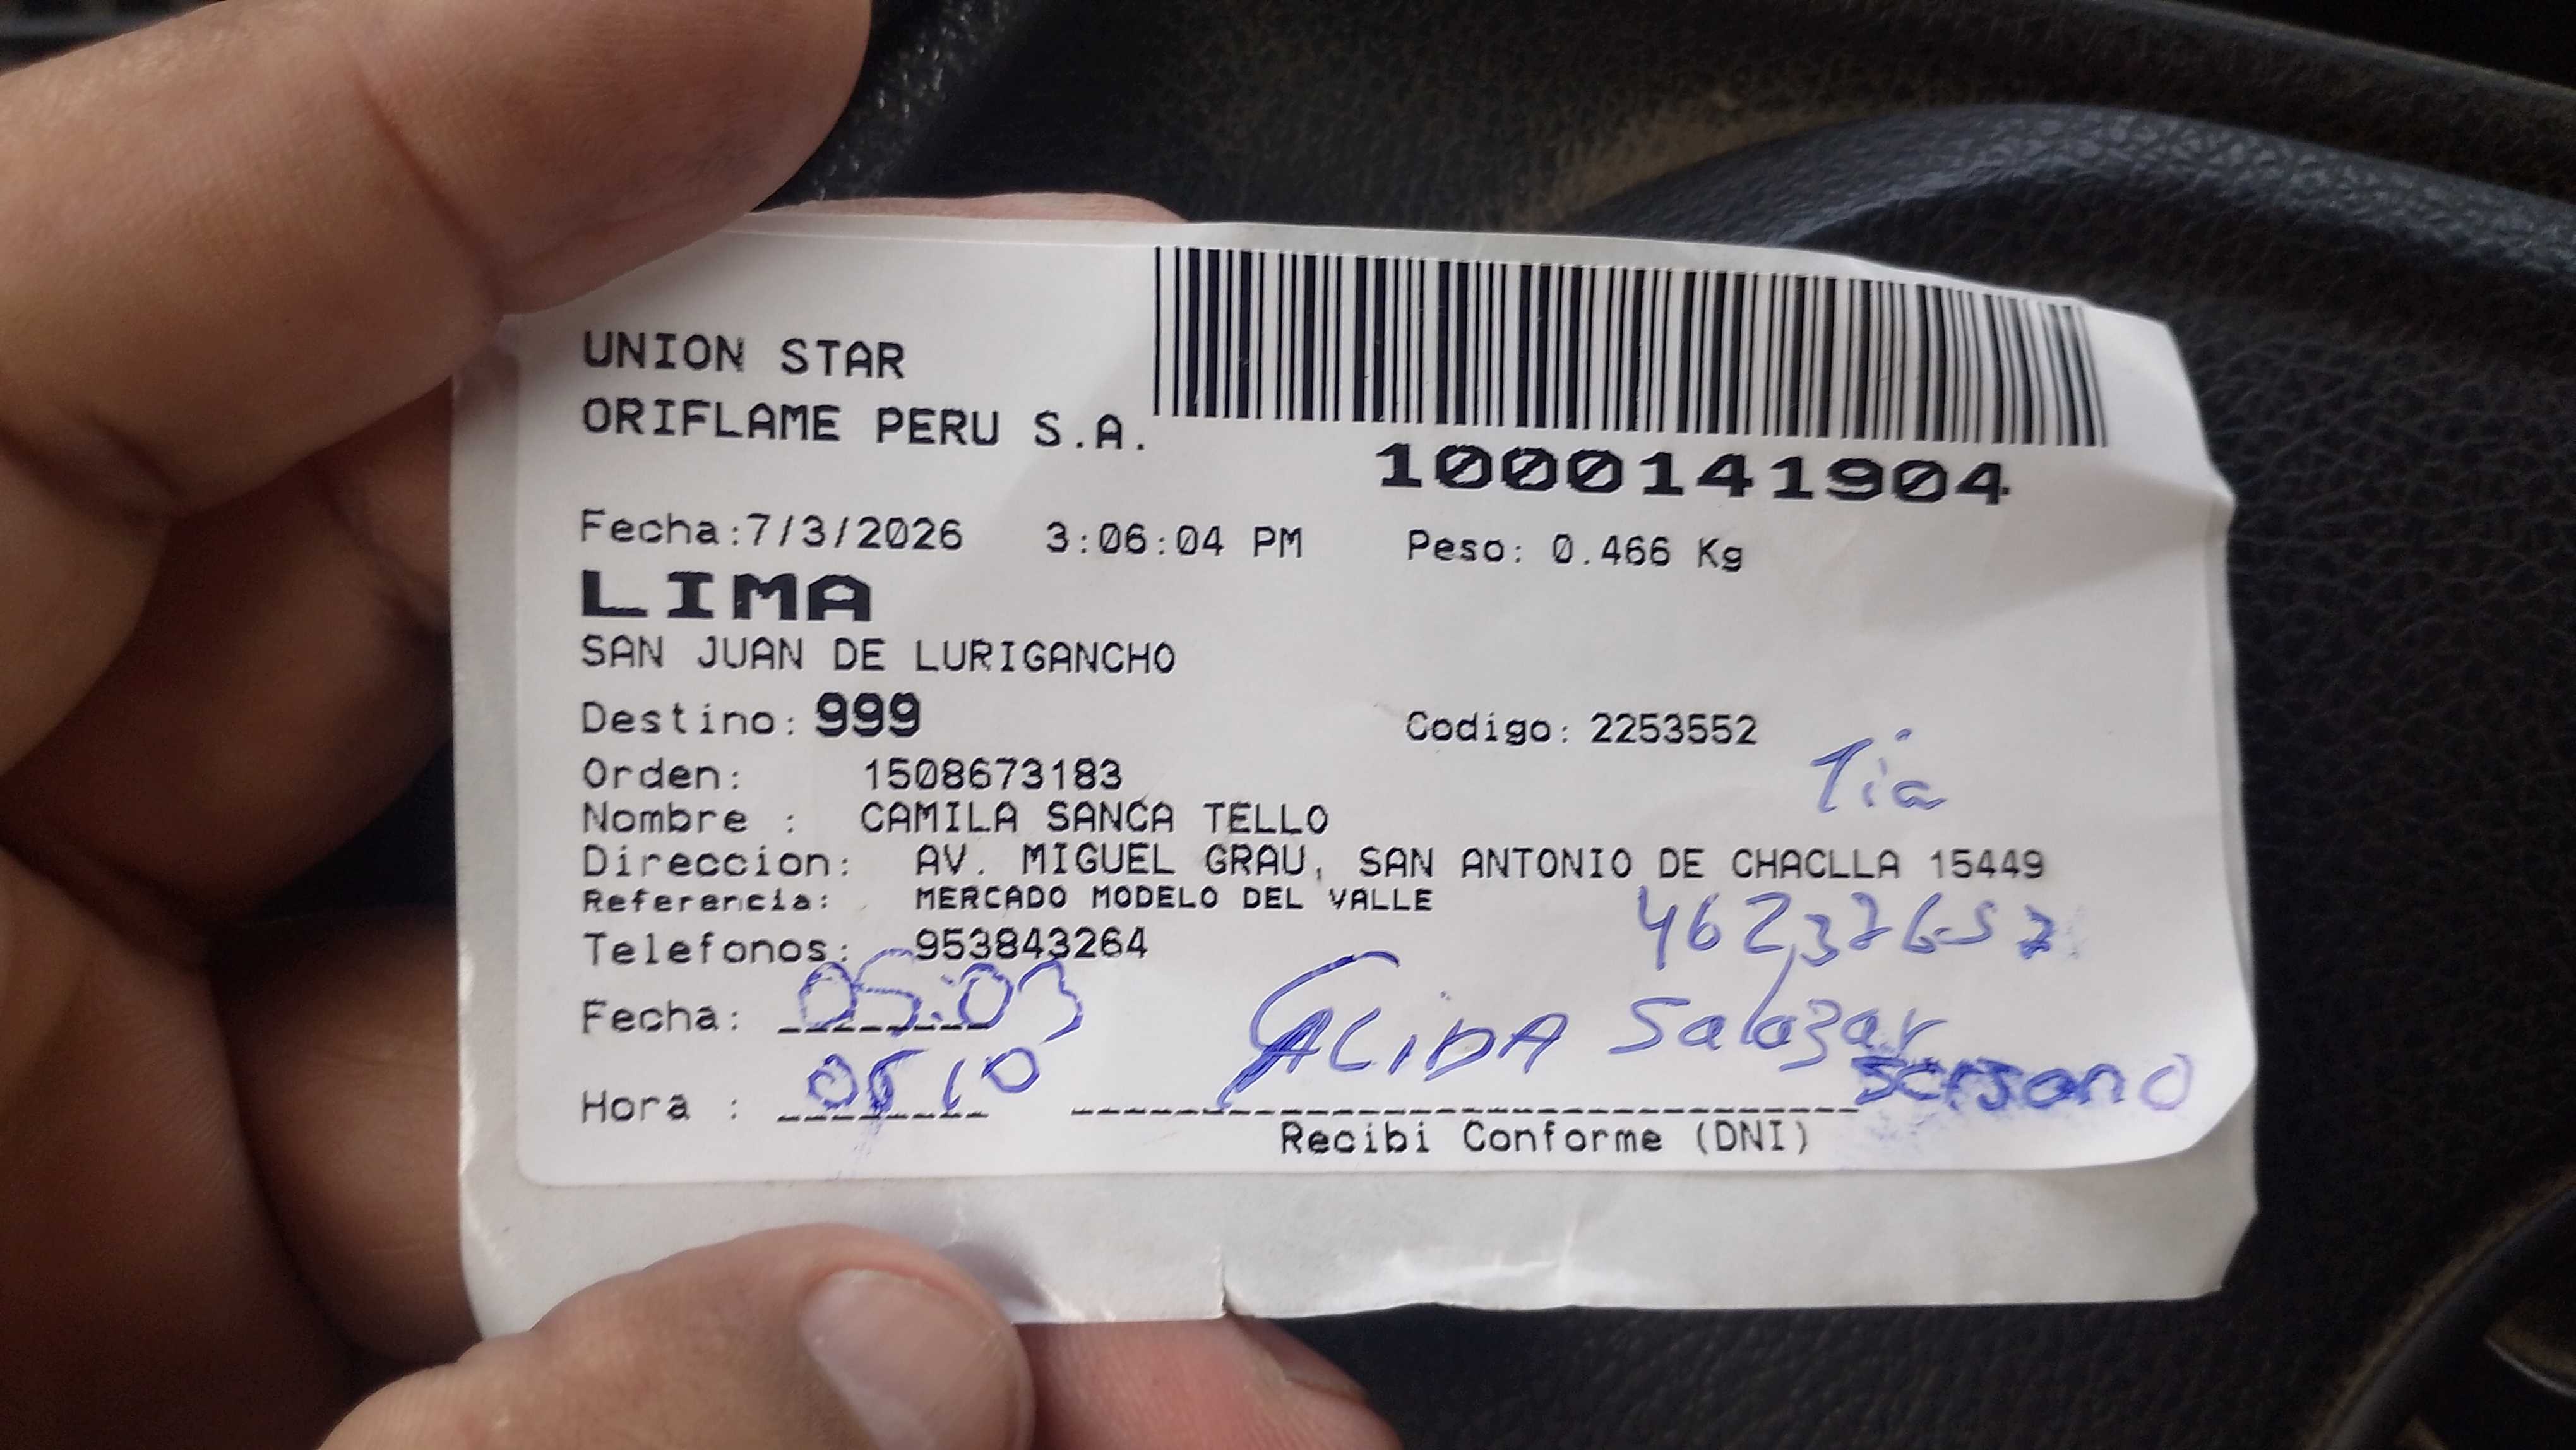 UNION STAR
ORIFLAME PERU S.A.
1000141904
Fecha:7/3/2026 3:06:04 PM Peso: 0.466 Kg
LIMA
SAN JUAN DE LURIGANCHO
Destino: 999 Codigo: 2253552
Tia
Orden: 1508673183
Nombre : CAMILA SANCA TELLO
Direccion: AV. MIGUEL GRAU, SAN ANTONIO DE CHACLLA 15449
Referencia: MERCADO MODELO DEL VALLE
Telefonos: 953843264
Fecha: 05:03
ALiDA Salazar
Hora :
Recibi Conforme (DNI)